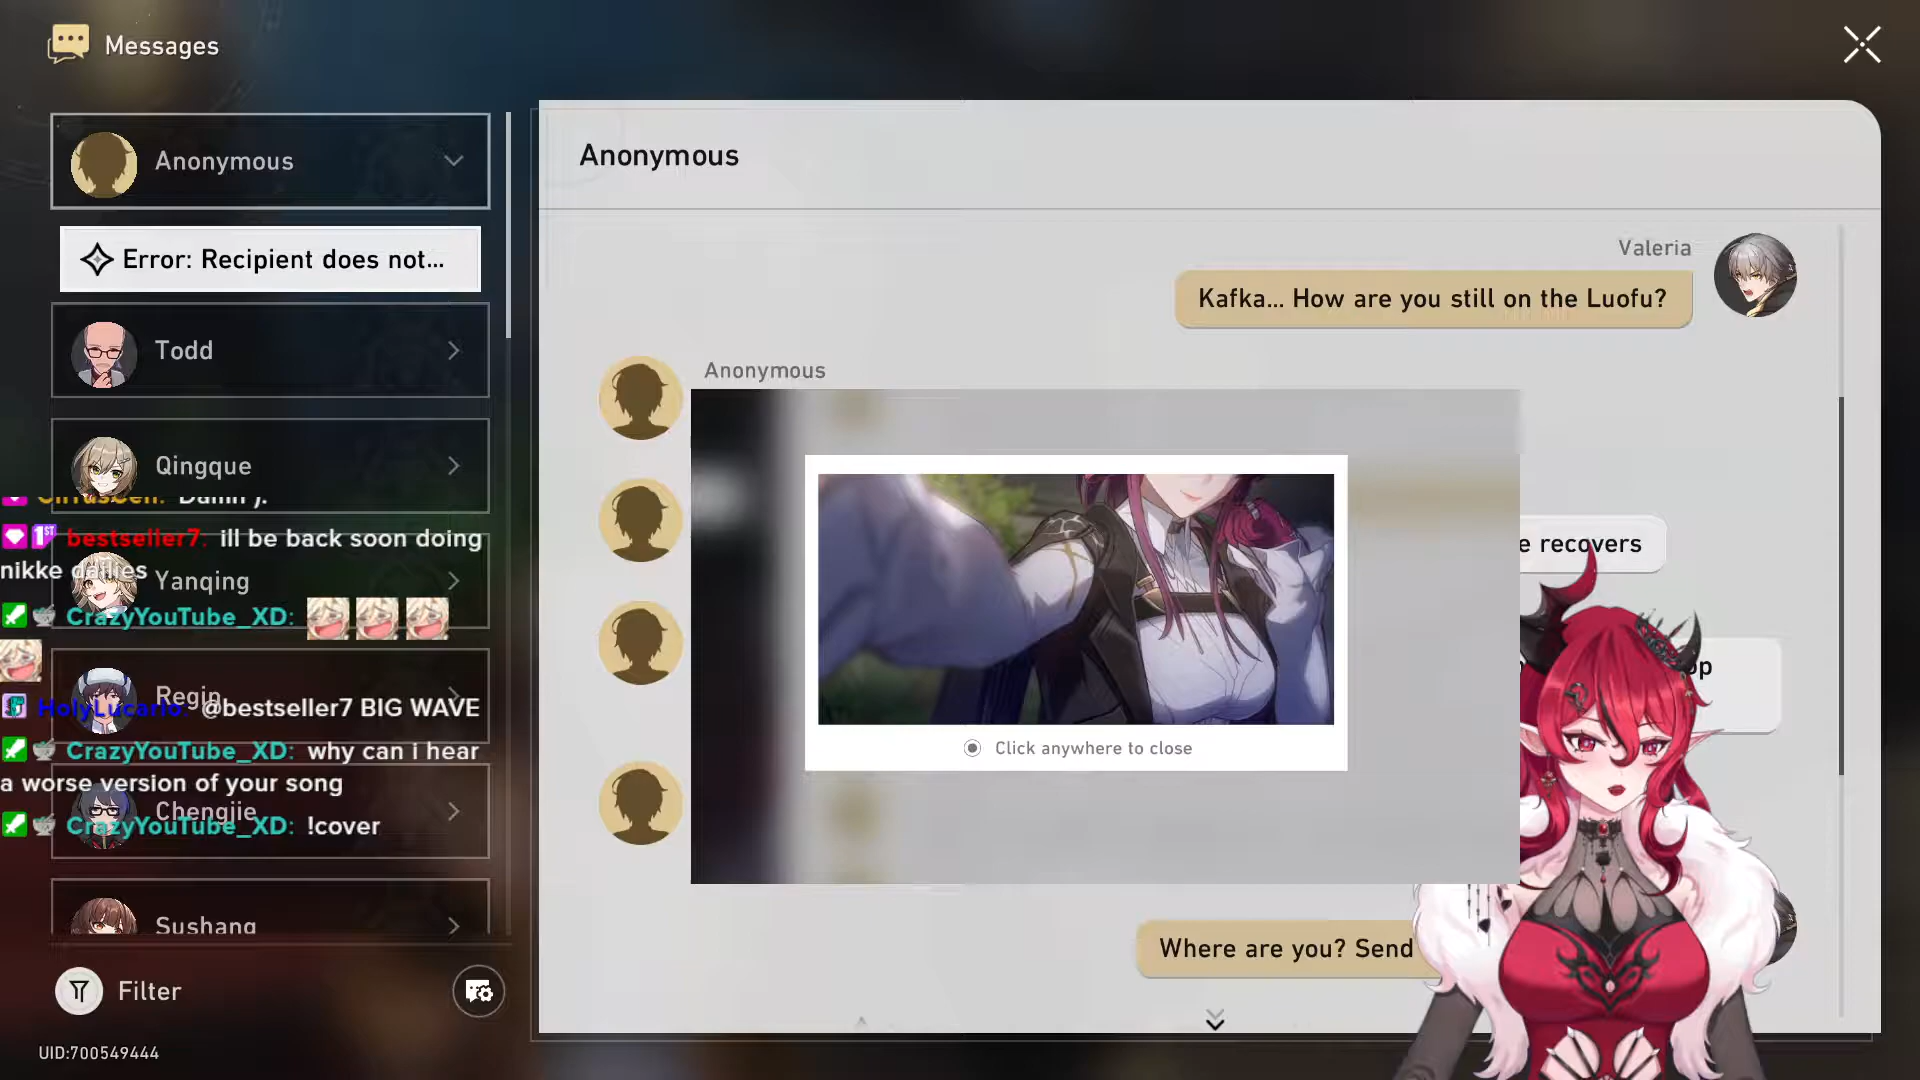 Messages
Anonymous
Error: Recipient does not...
Todd
Qingque
Damn ).
bestseller7: ill be back soon doing
nikke dailies
Yanqing
CrazyYouTube_XD:
Regin
HolyLucario: @bestseller7 BIG WAVE
CrazyYouTube_XD: why can i hear
a worse version of your song
Chengjie
CrazyYouTube_XD: !cover
Sushang
Filter
UID:700549444
Anonymous
Valeria
Kafka... How are you still on the Luofu?
Anonymous
e recovers
op
Click anywhere to close
Where are you? Send